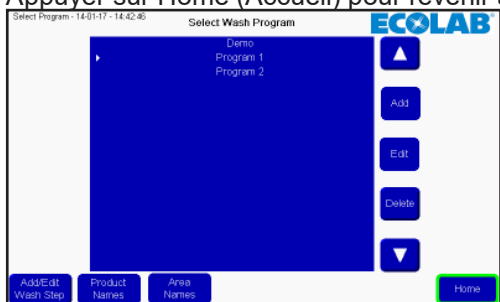 Appuyer sur Home (Accueil) pour revenir
Select Program - 14-01-17 - 14:42:46
Select Wash Program
ECOLAB®
Demo
Program 1
Program 2
Add
Edit
Delete
Add/Edit
Wash Step
Product
Names
Area
Names
Home